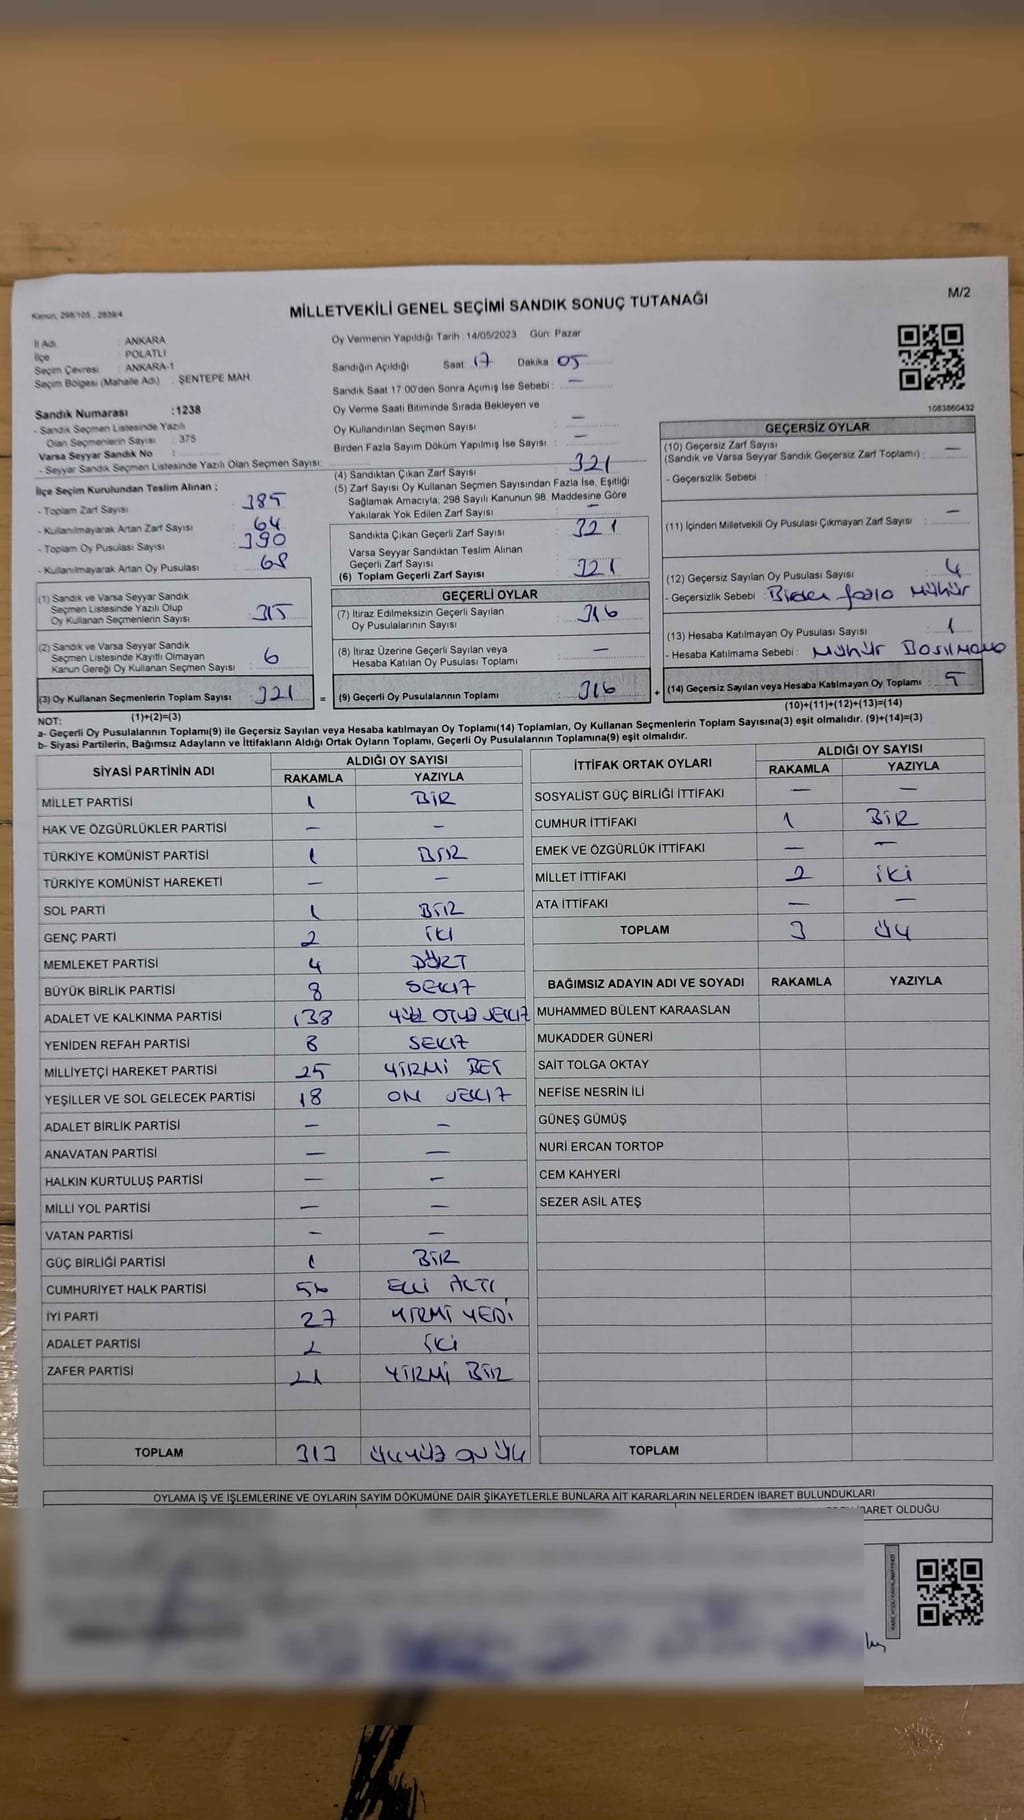 M/2
MİLLETVEKİLİ GENEL SEÇİMİ SANDIK SONUÇ TUTANAĞI
Kanun, 298/105 , 2839/4
İl Adı : ANKARA
İlçe : POLATLI
Seçim Çevresi : ANKARA-1
Seçim Bölgesi (Mahalle Adı) : ŞENTEPE MAH.
Sandık Numarası :1238
- Sandık Seçmen Listesinde Yazılı
Olan Seçmenlerin Sayısı : 375
Varsa Seyyar Sandık No :
- Seyyar Sandık Seçmen Listesinde Yazılı Olan Seçmen Sayısı:
İlçe Seçim Kurulundan Teslim Alınan ;
- Toplam Zarf Sayısı : 385
- Kullanılmayarak Artan Zarf Sayısı : 64
- Toplam Oy Pusulası Sayısı : 390
- Kullanılmayarak Artan Oy Pusulası : 68
(1) Sandık ve Varsa Seyyar Sandık
Seçmen Listesinde Yazılı Olup
Oy Kullanan Seçmenlerin Sayısı : 315
(2) Sandık ve Varsa Seyyar Sandık
Seçmen Listesinde Kayıtlı Olmayan
Kanun Gereği Oy Kullanan Seçmen Sayısı : 6
(3) Oy Kullanan Seçmenlerin Toplam Sayısı : 321 =
(1)+(2)=(3)
Oy Vermenin Yapıldığı Tarih : 14/05/2023 Gün: Pazar
Sandığın Açıldığı Saat 17 Dakika : 05
Sandık Saat 17:00'den Sonra Açımış İse Sebebi : —
Oy Verme Saati Bitiminde Sırada Bekleyen ve
Oy Kullandırılan Seçmen Sayısı : —
Birden Fazla Sayım Döküm Yapılmış İse Sayısı : —
(4) Sandıktan Çıkan Zarf Sayısı : 321
(5) Zarf Sayısı Oy Kullanan Seçmen Sayısından Fazla İse, Eşitliği
Sağlamak Amacıyla, 298 Sayılı Kanunun 98. Maddesine Göre
Yakılarak Yok Edilen Zarf Sayısı : —
Sandıkta Çıkan Geçerli Zarf Sayısı : 321
Varsa Seyyar Sandıktan Teslim Alınan
Geçerli Zarf Sayısı
(6) Toplam Geçerli Zarf Sayısı : 321
GEÇERLİ OYLAR
(7) İtiraz Edilmeksizin Geçerli Sayılan
Oy Pusulalarının Sayısı : 316
(8) İtiraz Üzerine Geçerli Sayılan veya
Hesaba Katılan Oy Pusulası Toplamı : —
(9) Geçerli Oy Pusulalarının Toplamı : 316 +
1083860432
GEÇERSİZ OYLAR
(10) Geçersiz Zarf Sayısı
(Sandık ve Varsa Seyyar Sandık Geçersiz Zarf Toplamı) : —
- Geçersizlik Sebebi :
(11) İçinden Milletvekili Oy Pusulası Çıkmayan Zarf Sayısı : —
(12) Geçersiz Sayılan Oy Pusulası Sayısı : 4
- Geçersizlik Sebebi : Birden fazla mühür
(13) Hesaba Katılmayan Oy Pusulası Sayısı : 1
- Hesaba Katılmama Sebebi : Mühür Basılmama
(14) Geçersiz Sayılan veya Hesaba Katılmayan Oy Toplamı : 5
(10)+(11)+(12)+(13)=(14)
NOT:
a- Geçerli Oy Pusulalarının Toplamı(9) ile Geçersiz Sayılan veya Hesaba katılmayan Oy Toplamı(14) Toplamları, Oy Kullanan Seçmenlerin Toplam Sayısına(3) eşit olmalıdır. (9)+(14)=(3)
b- Siyasi Partilerin, Bağımsız Adayların ve İttifakların Aldığı Ortak Oyların Toplamı, Geçerli Oy Pusulalarının Toplamına(9) eşit olmalıdır.
SİYASİ PARTİNİN ADI ALDIĞI OY SAYISI
RAKAMLA YAZIYLA
MİLLET PARTİSİ 1 BİR
HAK VE ÖZGÜRLÜKLER PARTİSİ — —
TÜRKİYE KOMÜNİST PARTİSİ 1 BİR
TÜRKİYE KOMÜNİST HAREKETİ — —
SOL PARTİ 1 BİR
GENÇ PARTİ 2 İKİ
MEMLEKET PARTİSİ 4 DÖRT
BÜYÜK BİRLİK PARTİSİ 8 SEKİZ
ADALET VE KALKINMA PARTİSİ 138 YÜZ OTUZ SEKİZ
YENİDEN REFAH PARTİSİ 8 SEKİZ
MİLLİYETÇİ HAREKET PARTİSİ 25 YİRMİ BEŞ
YEŞİLLER VE SOL GELECEK PARTİSİ 18 ON SEKİZ
ADALET BİRLİK PARTİSİ — —
ANAVATAN PARTİSİ — —
HALKIN KURTULUŞ PARTİSİ — —
MİLLİ YOL PARTİSİ — —
VATAN PARTİSİ — —
GÜÇ BİRLİĞİ PARTİSİ 1 BİR
CUMHURİYET HALK PARTİSİ 56 ELLİ ALTI
İYİ PARTİ 27 YİRMİ YEDİ
ADALET PARTİSİ 2 İKİ
ZAFER PARTİSİ 21 YİRMİ BİR
TOPLAM 313 ÜÇYÜZ ON ÜÇ
İTTİFAK ORTAK OYLARI ALDIĞI OY SAYISI
RAKAMLA YAZIYLA
SOSYALİST GÜÇ BİRLİĞİ İTTİFAKI — —
CUMHUR İTTİFAKI 1 BİR
EMEK VE ÖZGÜRLÜK İTTİFAKI — —
MİLLET İTTİFAKI 2 İKİ
ATA İTTİFAKI — —
TOPLAM 3 ÜÇ
BAĞIMSIZ ADAYIN ADI VE SOYADI RAKAMLA YAZIYLA
MUHAMMED BÜLENT KARAASLAN
MUKADDER GÜNERİ
SAİT TOLGA OKTAY
NEFİSE NESRİN İLİ
GÜNEŞ GÜMÜŞ
NURİ ERCAN TORTOP
CEM KAHYERİ
SEZER ASİL ATEŞ
TOPLAM
OYLAMA İŞ VE İŞLEMLERİNE VE OYLARIN SAYIM DÖKÜMÜNE DAİR ŞİKAYETLERLE BUNLARA AİT KARARLARIN NELERDEN İBARET BULUNDUKLARI
OLDUĞU